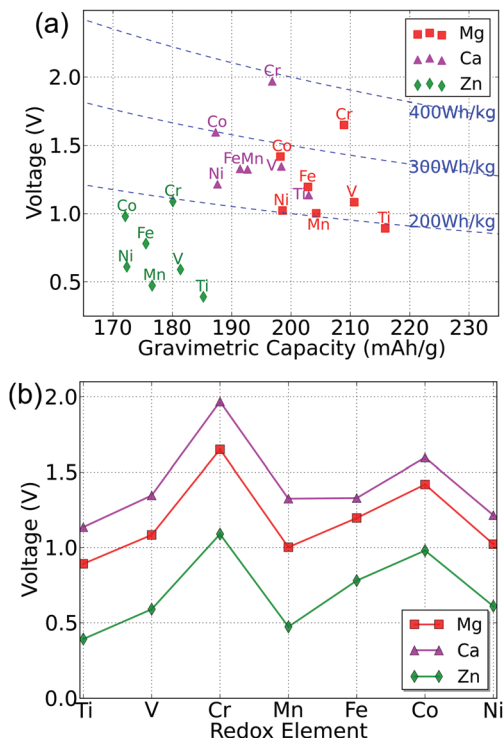 (a)
Mg
Ca
Zn
2.0
1.5
1.0
0.5
Voltage (V)
Cr
400Wh/kg
Co
Cr
300Wh/kg
Co
FeMn
V
Ni
Fe
Ti
V
Ni
Mn
Ti
200Wh/kg
Co
Cr
Fe
Ni
V
Mn
Ti
170 180 190 200 210 220 230
Gravimetric Capacity (mAh/g)
(b)
2.0
1.5
1.0
0.5
0.0
Voltage (V)
Mg
Ca
Zn
Ti V Cr Mn Fe Co Ni
Redox Element